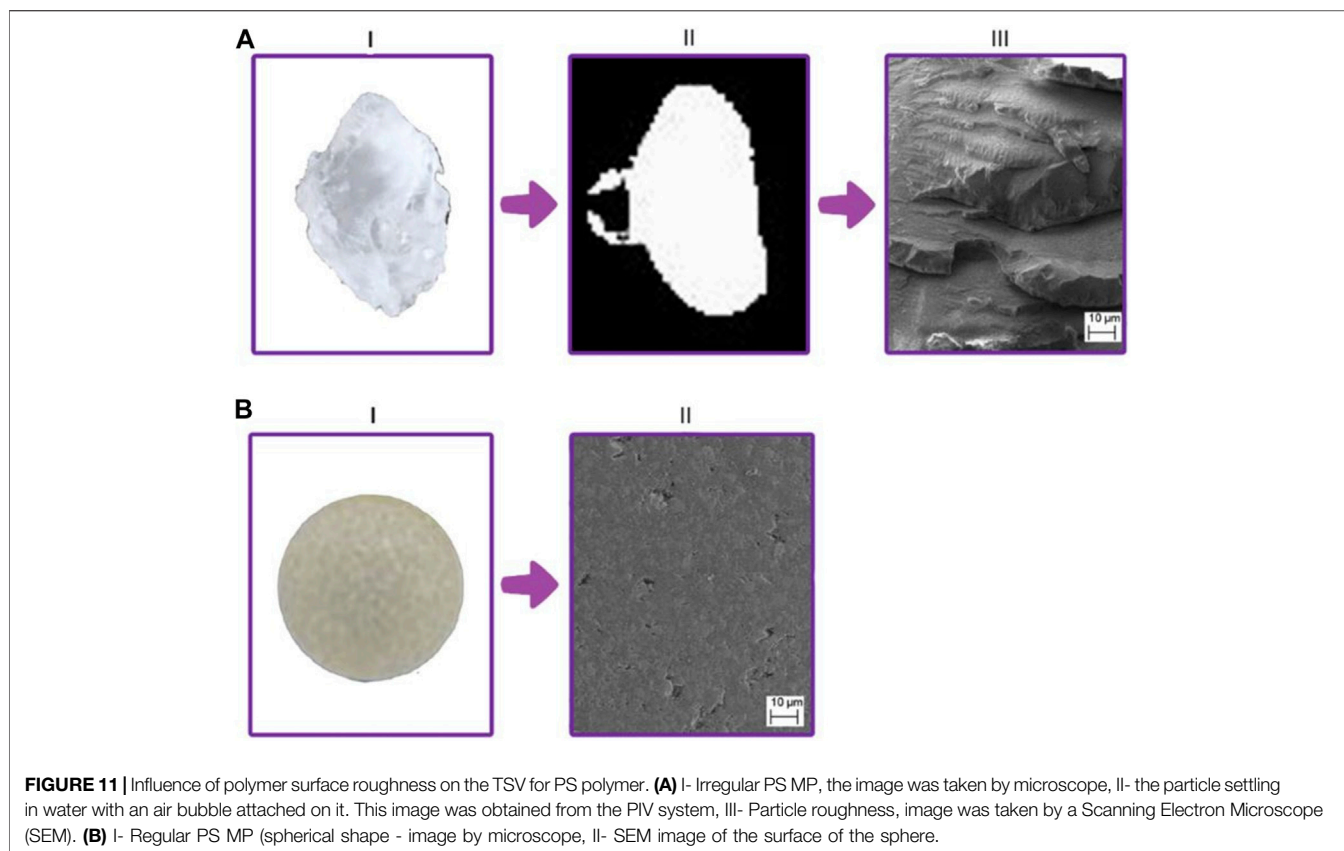 A
I
II
III
10 µm
B
I
II
10 µm
FIGURE 11 | Influence of polymer surface roughness on the TSV for PS polymer. (A) I- Irregular PS MP, the image was taken by microscope, II- the particle settling
in water with an air bubble attached on it. This image was obtained from the PIV system, III- Particle roughness, image was taken by a Scanning Electron Microscope
(SEM). (B) I- Regular PS MP (spherical shape - image by microscope, II- SEM image of the surface of the sphere.